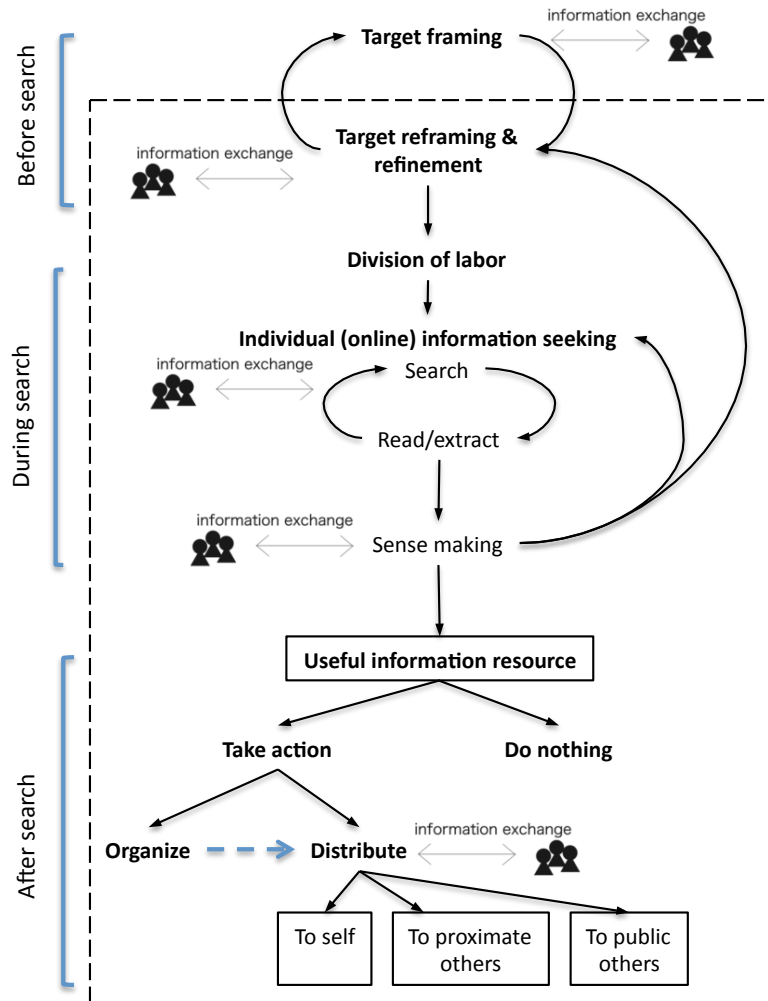 information exchange
Target framing
Before search
Target reframing &
refinement
information exchange
Division of labor
During search
Individual (online) information seeking
information exchange
Search
Read/extract
information exchange
Sense making
After search
Useful information resource
Take action
Do nothing
Organize
Distribute
information exchange
To self
To proximate
others
To public
others